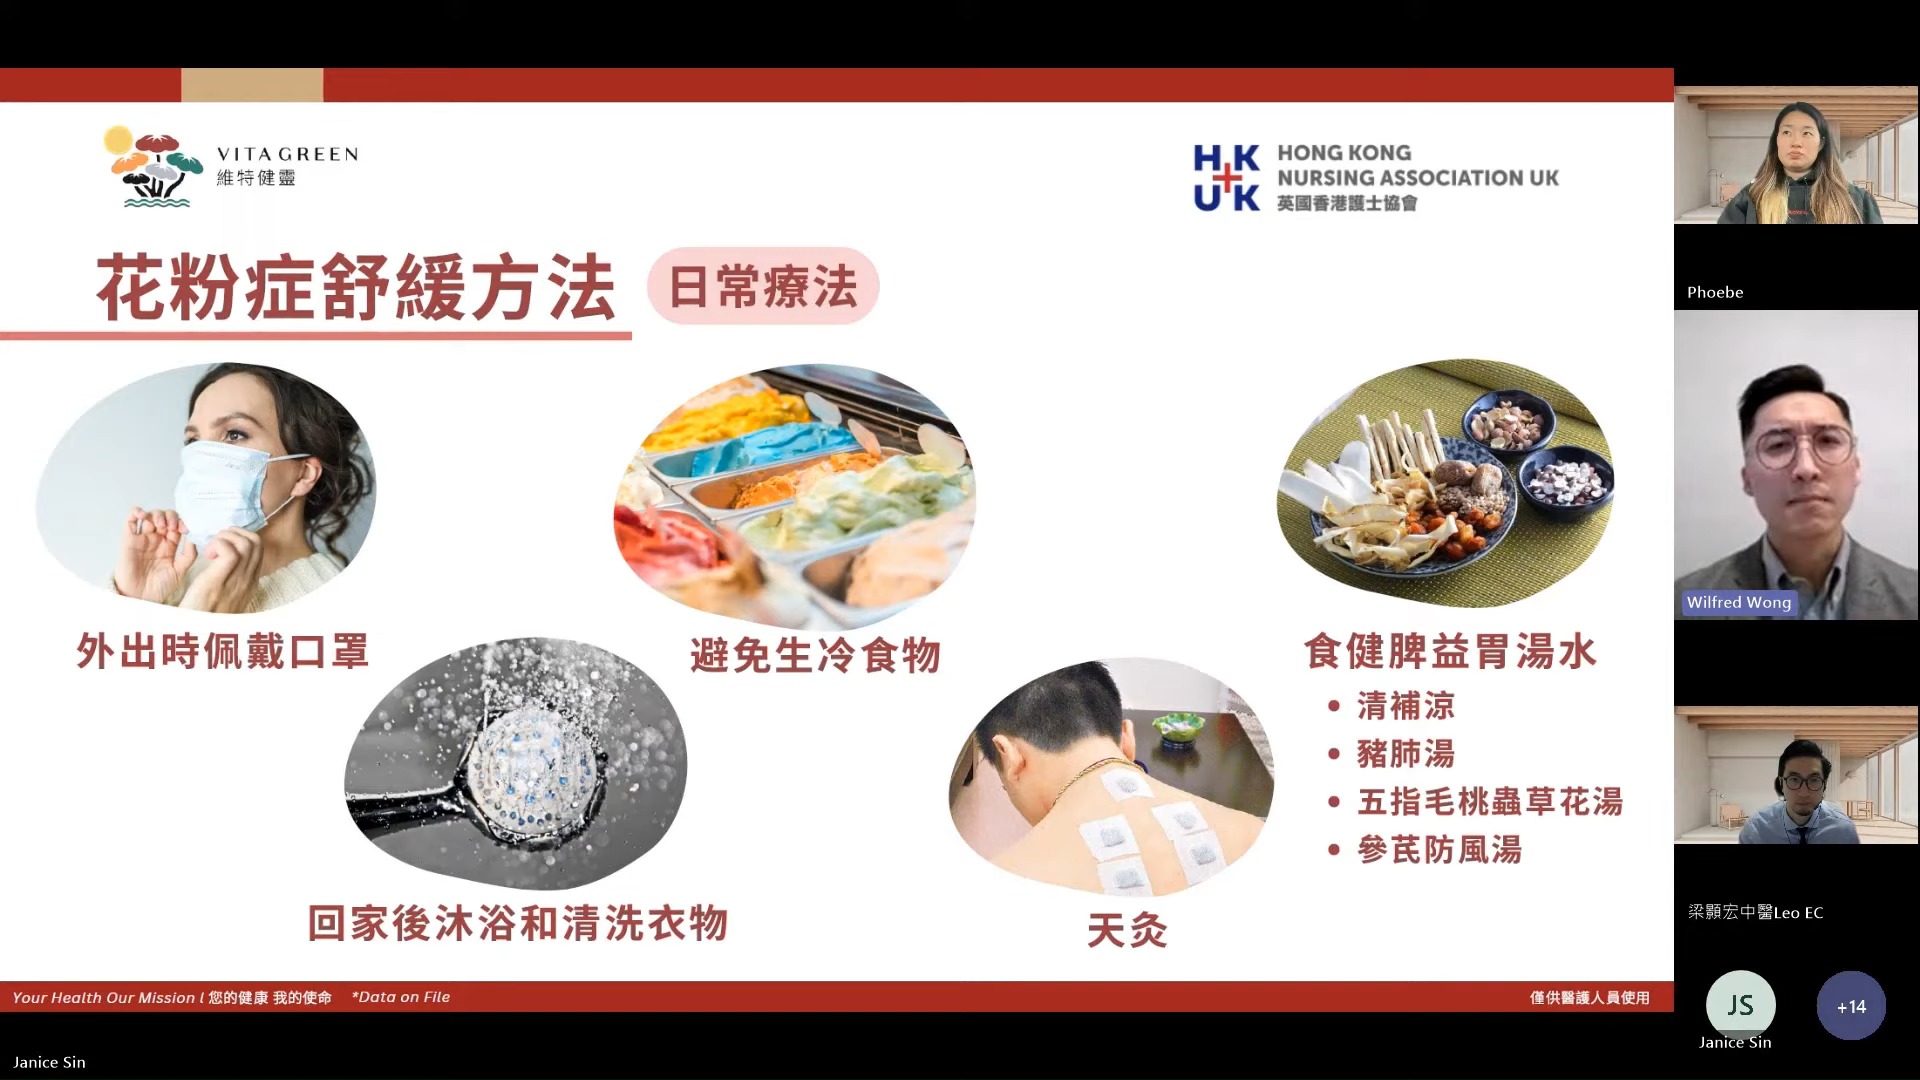 VITAGREEN
維特健靈
HK
UK
HONG KONG
NURSING ASSOCIATION UK
英國香港護士協會
花粉症舒緩方法
日常療法
外出時佩戴口罩
回家後沐浴和清洗衣物
避免生冷食物
天灸
食健脾益胃湯水
• 清補涼
• 豬肺湯
• 五指毛桃蟲草花湯
• 參芪防風湯
Your Health Our Mission l 您的健康 我的使命 *Data on File
僅供醫護人員使用
Janice Sin
Phoebe
Wilfred Wong
梁顥宏中醫Leo EC
JS
Janice Sin
+14